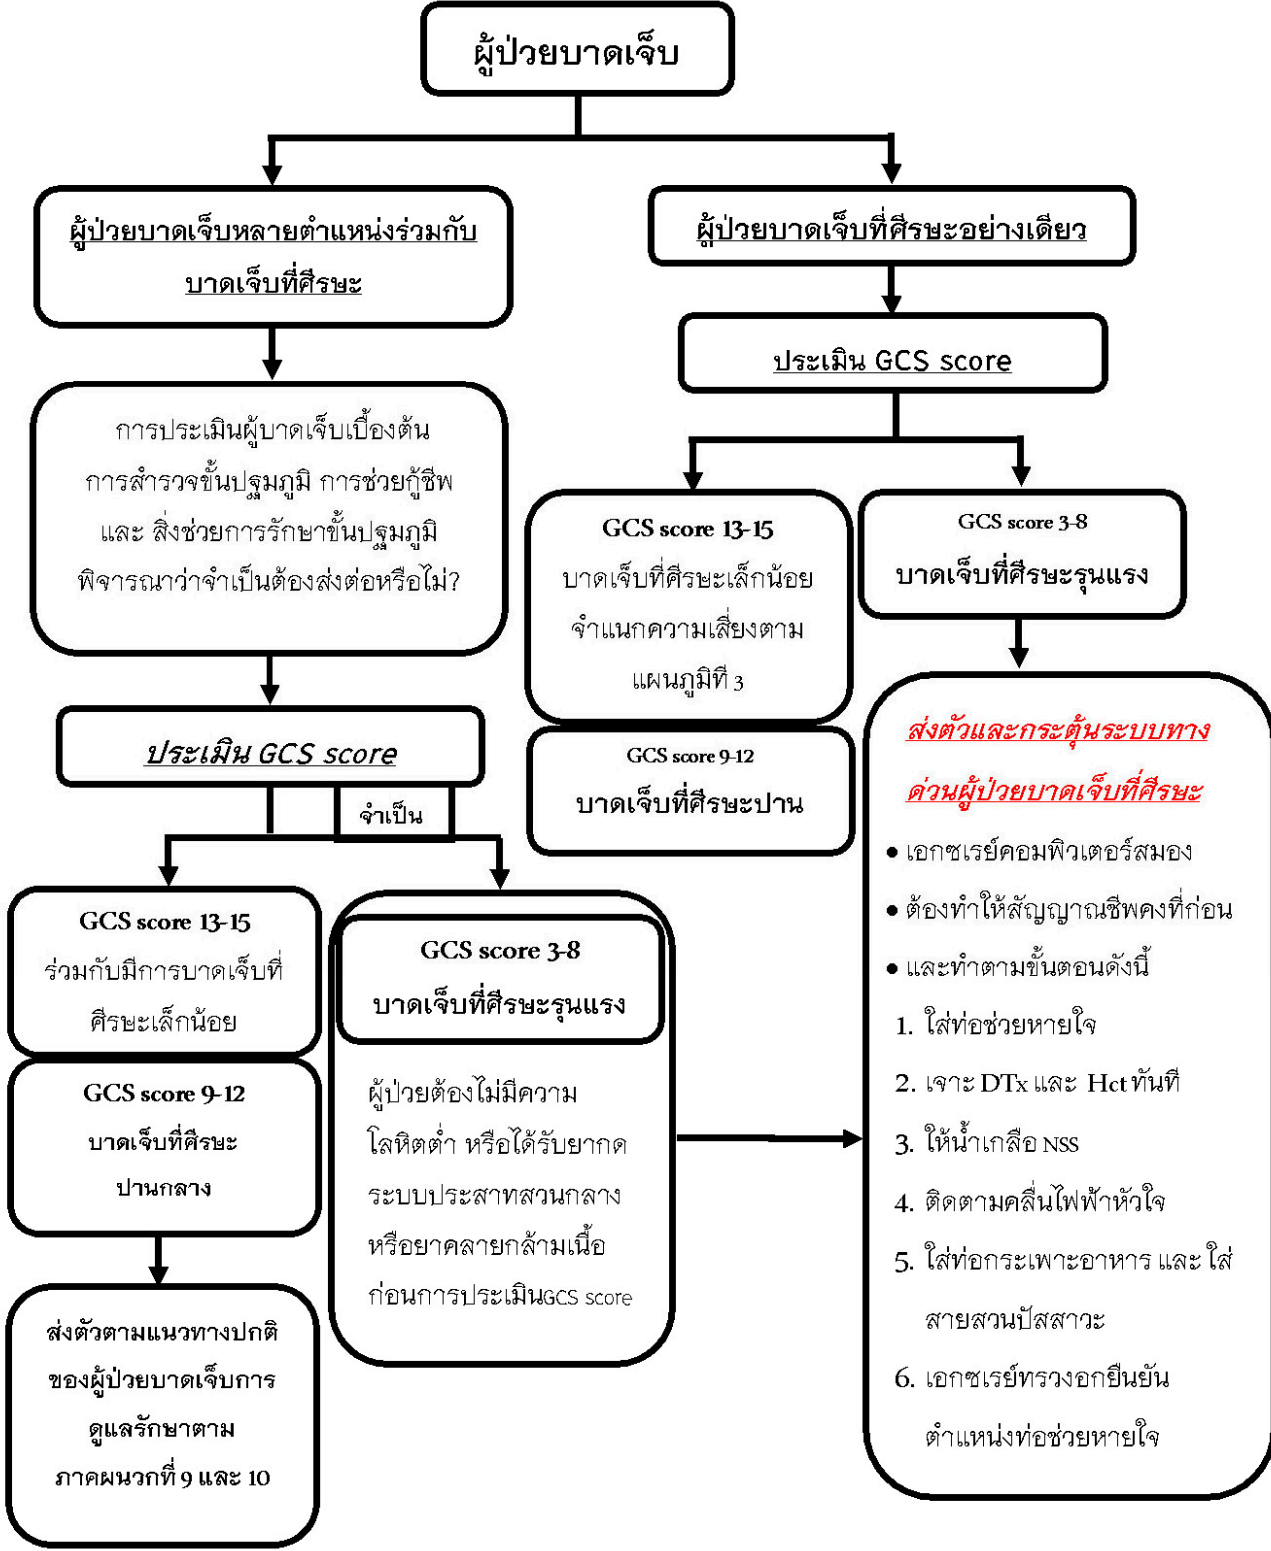 ผู้ป่วยบาดเจ็บ
ผู้ป่วยบาดเจ็บหลายตำแหน่งร่วมกับ
บาดเจ็บที่ศีรษะ
ผู้ป่วยบาดเจ็บที่ศีรษะอย่างเดียว
ประเมิน GCS score
การประเมินผู้บาดเจ็บเบื้องต้น
การสำรวจขั้นปฐมภูมิ การช่วยกู้ชีพ
และ สิ่งช่วยการรักษาขั้นปฐมภูมิ
พิจารณาว่าจำเป็นต้องส่งต่อหรือไม่?
GCS score 13-15
บาดเจ็บที่ศีรษะเล็กน้อย
จำแนกความเสี่ยงตาม
แผนภูมิที่ 3
GCS score 3-8
บาดเจ็บที่ศีรษะรุนแรง
GCS score 9-12
บาดเจ็บที่ศีรษะปาน
ประเมิน GCS score
จำเป็น
GCS score 13-15
ร่วมกับมีการบาดเจ็บที่
ศีรษะเล็กน้อย
GCS score 9-12
บาดเจ็บที่ศีรษะ
ปานกลาง
ส่งตัวตามแนวทางปกติ
ของผู้ป่วยบาดเจ็บการ
ดูแลรักษาตาม
ภาคผนวกที่ 9 และ 10
GCS score 3-8
บาดเจ็บที่ศีรษะรุนแรง
ผู้ป่วยต้องไม่มีความ
โลหิตต่ำ หรือได้รับยากด
ระบบประสาทสวนกลาง
หรือยาคลายกล้ามเนื้อ
ก่อนการประเมินGCS score
ส่งตัวและกระตุ้นระบบทาง
ด่วนผู้ป่วยบาดเจ็บที่ศีรษะ
• เอกซเรย์คอมพิวเตอร์สมอง
• ต้องทำให้สัญญาณชีพคงที่ก่อน
• และทำตามขั้นตอนดังนี้
1. ใส่ท่อช่วยหายใจ
2. เจาะ DTx และ Hct ทันที
3. ให้น้ำเกลือ NSS
4. ติดตามคลื่นไฟฟ้าหัวใจ
5. ใส่ท่อกระเพาะอาหาร และ ใส่
สายสวนปัสสาวะ
6. เอกซเรย์ทรวงอกยืนยัน
ตำแหน่งท่อช่วยหายใจ